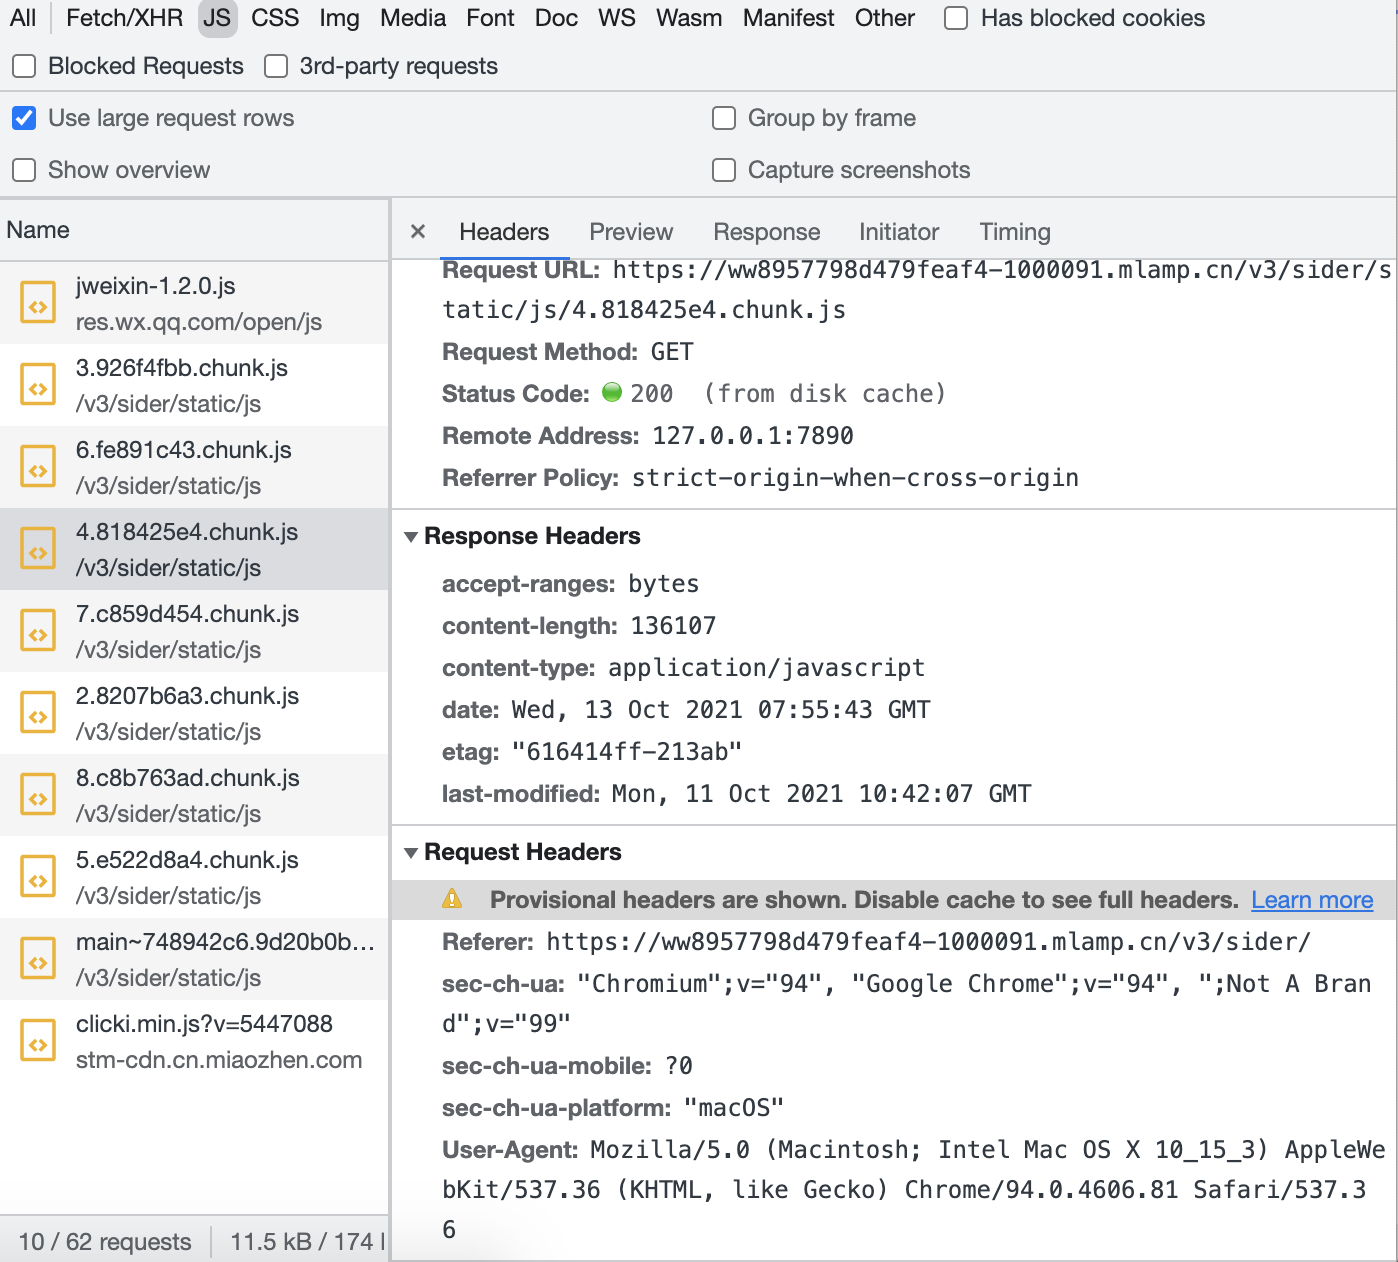 All Fetch/XHR JS CSS Img Media Font Doc WS Wasm Manifest Other Has blocked cookies
Blocked Requests 3rd-party requests
Use large request rows Group by frame
Show overview Capture screenshots
Name
jweixin-1.2.0.js
res.wx.qq.com/open/js
3.926f4fbb.chunk.js
/v3/sider/static/js
6.fe891c43.chunk.js
/v3/sider/static/js
4.818425e4.chunk.js
/v3/sider/static/js
7.c859d454.chunk.js
/v3/sider/static/js
2.8207b6a3.chunk.js
/v3/sider/static/js
8.c8b763ad.chunk.js
/v3/sider/static/js
5.e522d8a4.chunk.js
/v3/sider/static/js
main~748942c6.9d20b0b...
/v3/sider/static/js
clicki.min.js?v=5447088
stm-cdn.cn.miaozhen.com
10 / 62 requests 11.5 kB / 174
× Headers Preview Response Initiator Timing
Request URL: https://ww8957798d479feaf4-1000091.mlamp.cn/v3/sider/s
tatic/js/4.818425e4.chunk.js
Request Method: GET
Status Code: 200 (from disk cache)
Remote Address: 127.0.0.1:7890
Referrer Policy: strict-origin-when-cross-origin
Response Headers
accept-ranges: bytes
content-length: 136107
content-type: application/javascript
date: Wed, 13 Oct 2021 07:55:43 GMT
etag: "616414ff-213ab"
last-modified: Mon, 11 Oct 2021 10:42:07 GMT
Request Headers
Provisional headers are shown. Disable cache to see full headers. Learn more
Referer: https://ww8957798d479feaf4-1000091.mlamp.cn/v3/sider/
sec-ch-ua: "Chromium";v="94", "Google Chrome";v="94", ";Not A Bran
d";v="99"
sec-ch-ua-mobile: ?0
sec-ch-ua-platform: "macOS"
User-Agent: Mozilla/5.0 (Macintosh; Intel Mac OS X 10_15_3) AppleWe
bKit/537.36 (KHTML, like Gecko) Chrome/94.0.4606.81 Safari/537.3
6